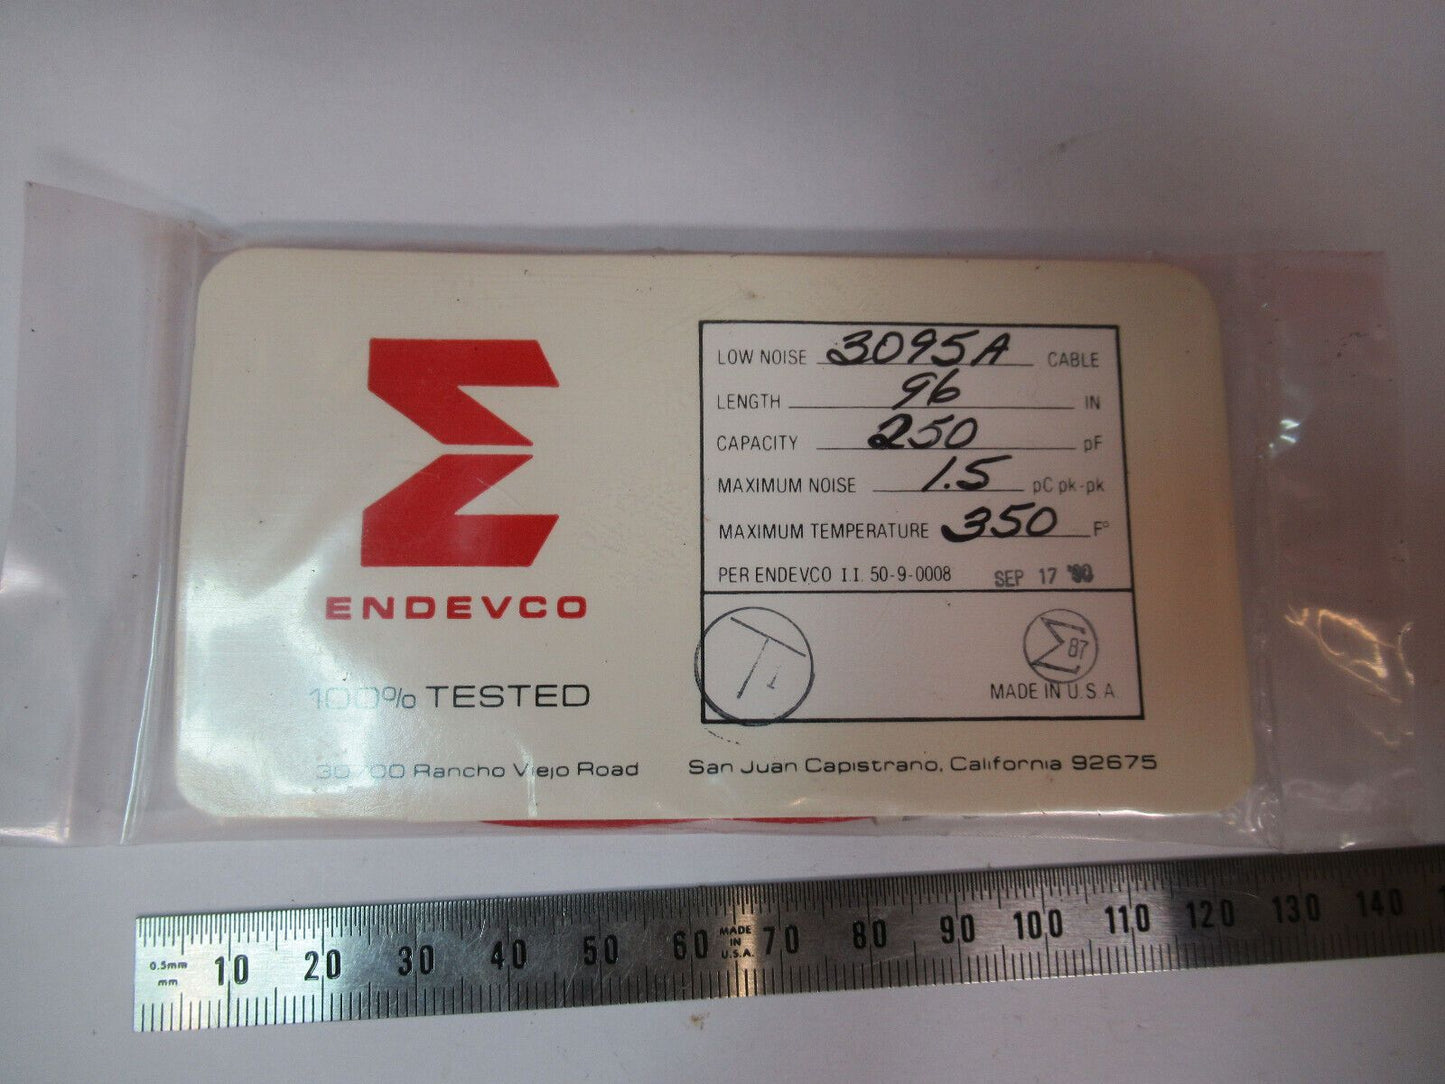 LOW NOISE 3095A CABLE
LENGTH 96 IN
CAPACITY 250 pF
MAXIMUM NOISE 1.5 pC pk-pk
MAXIMUM TEMPERATURE 350 F°
PER ENDEVCO I.I. 50-9-0008 SEP 17
87
MADE IN U.S.A.
ENDEVCO
100% TESTED
Rancho Viejo Road San Juan Capistrano, California 92675
MADE
IN
U.S.A.
0.5mm
mm
10 20 30 40 50 60 70 80 90 100 110 120 130 140